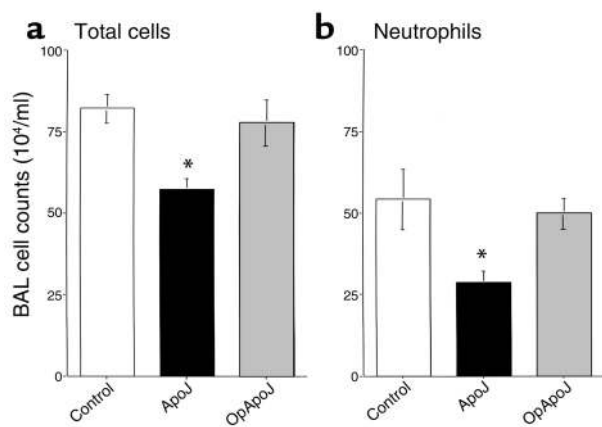 a Total cells
b Neutrophils
BAL cell counts (10⁴/ml)
100
75
50
25
0
*
Control
ApoJ
OpApoJ
100
75
50
25
0
*
Control
ApoJ
OpApoJ